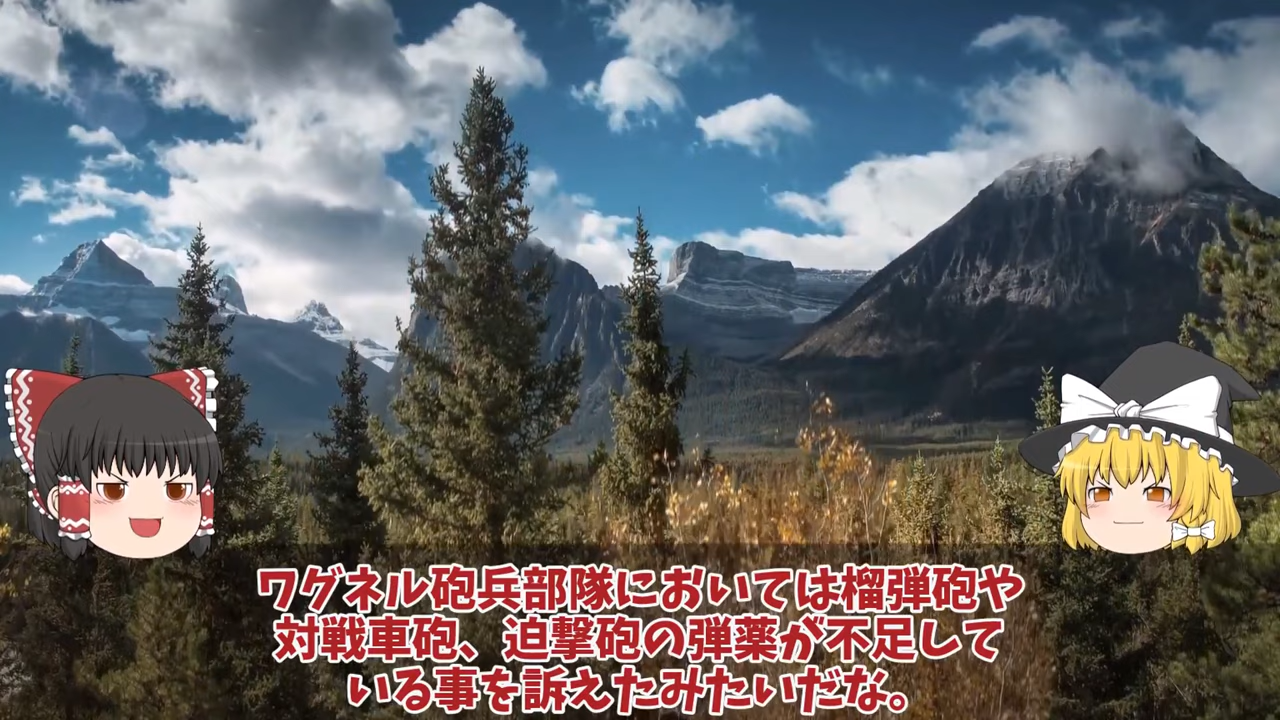 ワグネル砲兵部隊においては榴弾砲や
対戦車砲、迫撃砲の弾薬が不足して
いる事を訴えたみたいだな。